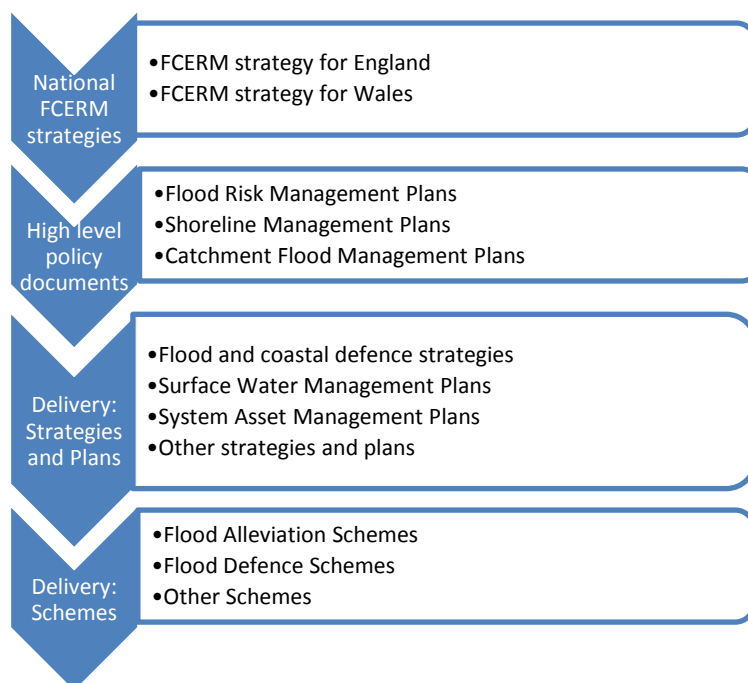 National
FCERM
strategies
•FCERM strategy for England
•FCERM strategy for Wales
High level
policy
documents
•Flood Risk Management Plans
•Shoreline Management Plans
•Catchment Flood Management Plans
Delivery:
Strategies
and Plans
•Flood and coastal defence strategies
•Surface Water Management Plans
•System Asset Management Plans
•Other strategies and plans
Delivery:
Schemes
•Flood Alleviation Schemes
•Flood Defence Schemes
•Other Schemes